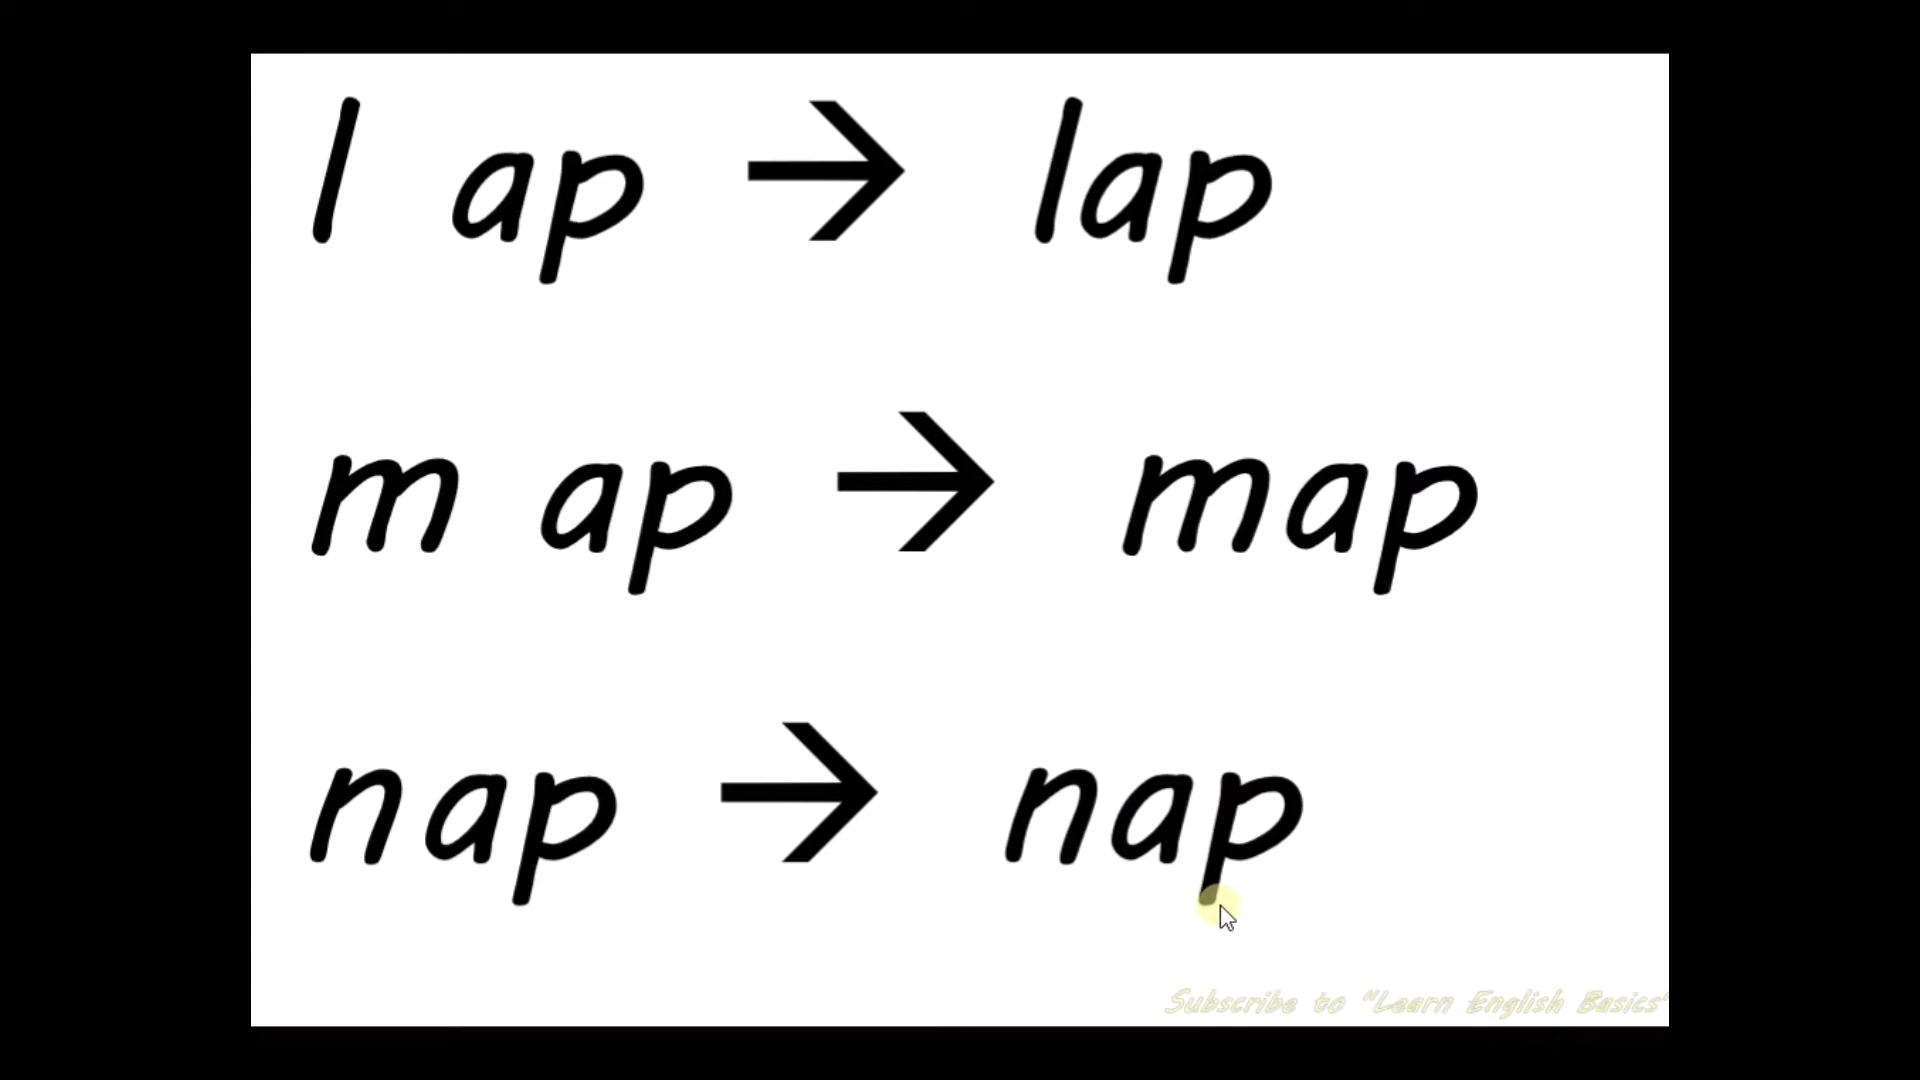 l ap → lap
m ap → map
nap → nap
Subscribe to "Learn English Basics"